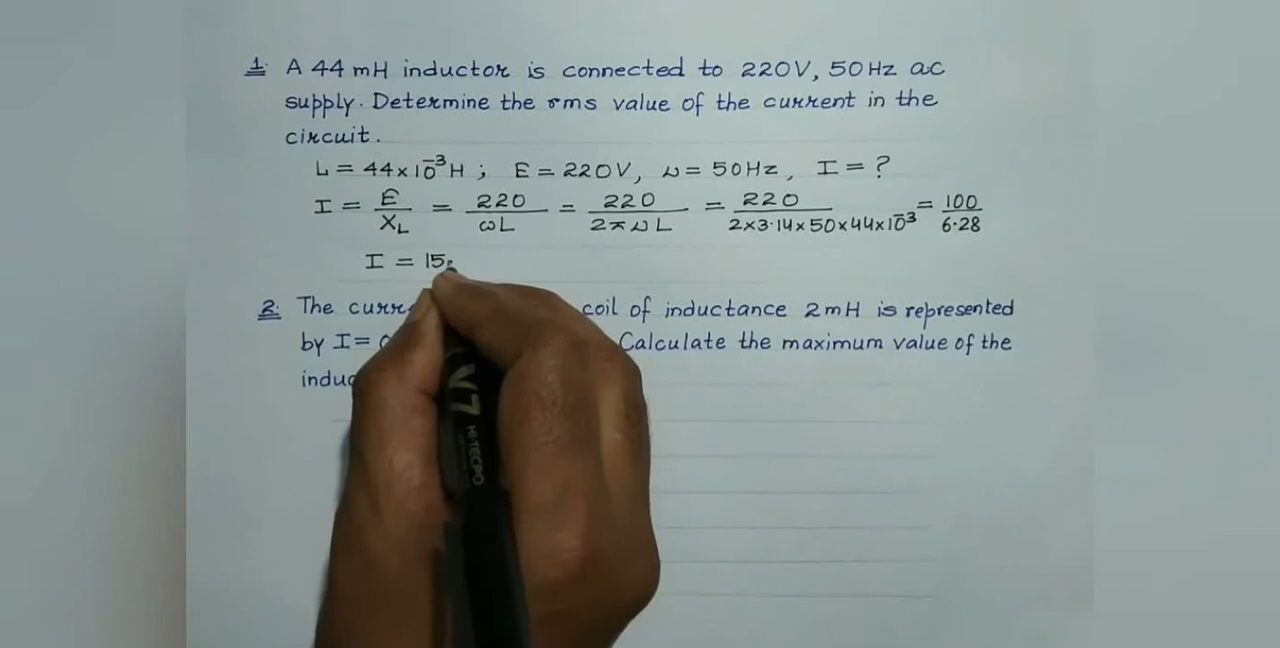 1. A 44 mH inductor is connected to 220V, 50Hz ac
supply. Determine the rms value of the current in the
circuit.
L = 44×10⁻³H ; E = 220V, ν = 50Hz, I = ?
I = E/X_L = 220/ωL = 220/2πνL = 220/2×3·14×50×44×10⁻³ = 100/6·28
I = 15
2. The coil of inductance 2mH is represented
by I = Calculate the maximum value of the
V7 HI-TECPO